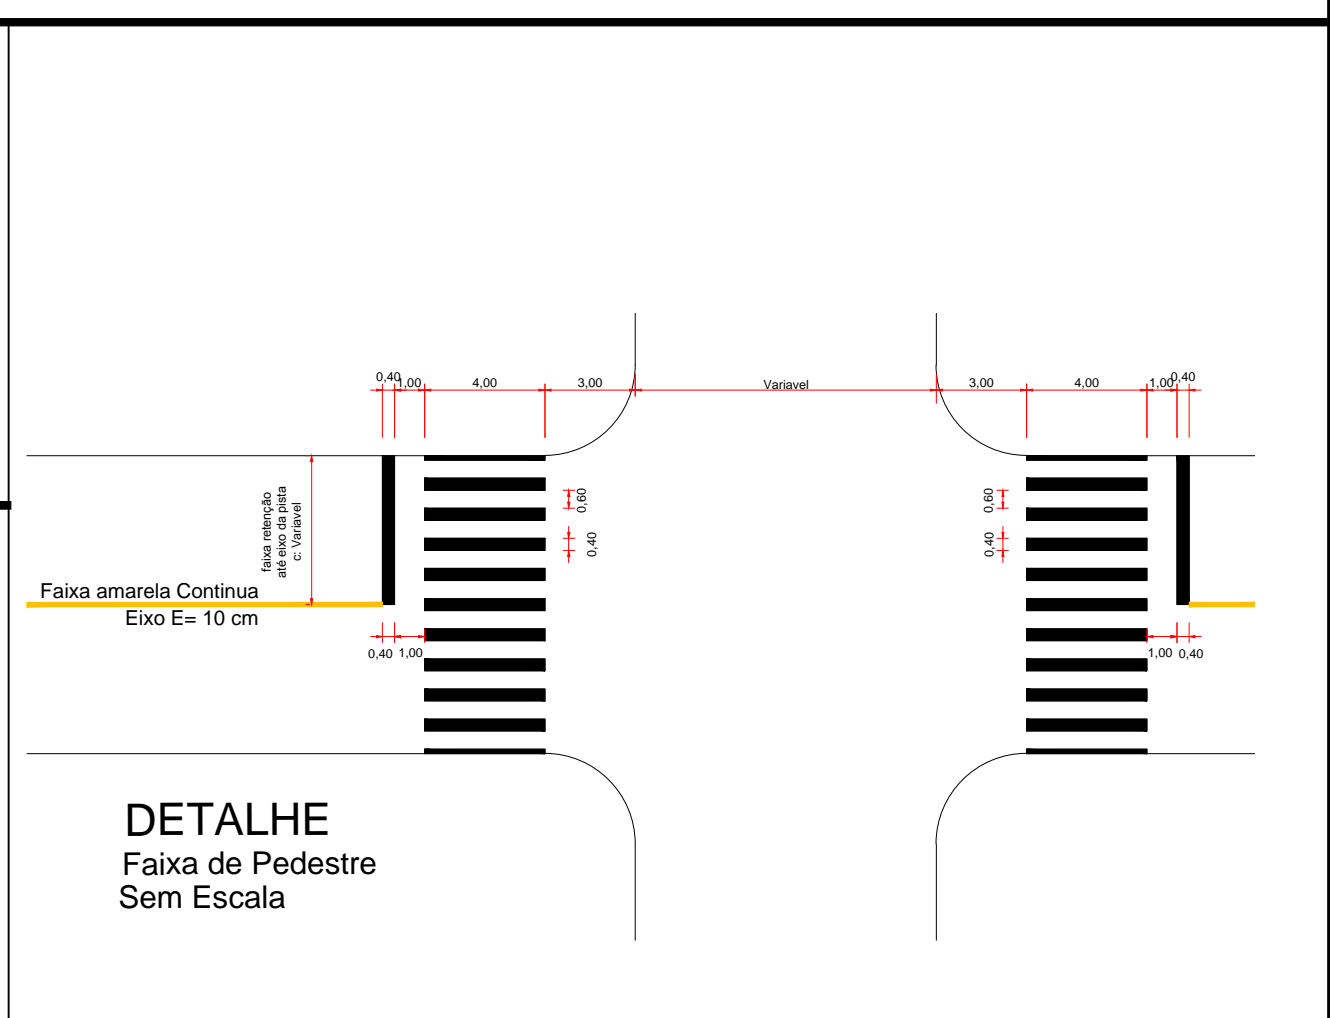 0,40
1,00
4,00
3,00
Variavel
3,00
4,00
1,00
0,40
faixa retenção
até eixo da pista
c: Variavel
0,60
0,40
0,60
0,40
Faixa amarela Continua
Eixo E= 10 cm
0,40
1,00
1,00
0,40
DETALHE
Faixa de Pedestre
Sem Escala